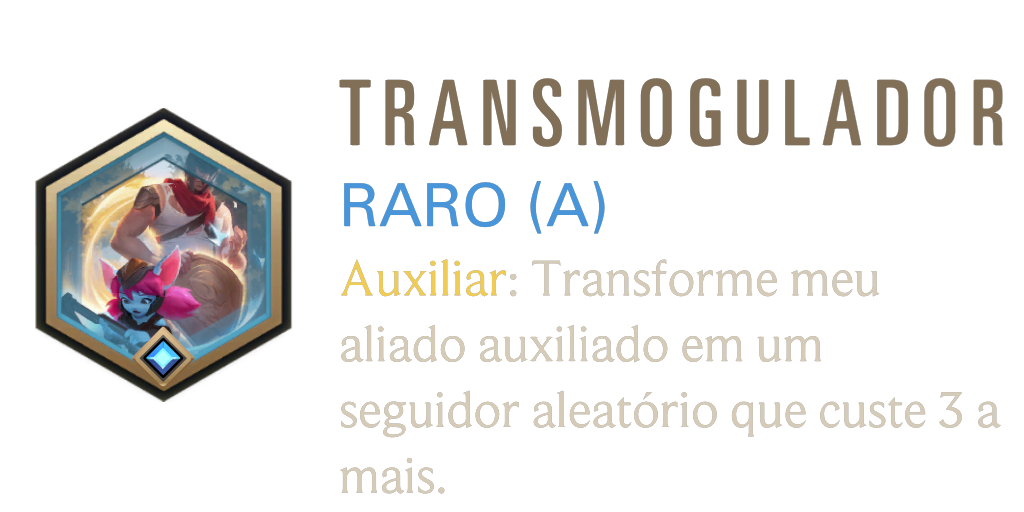 TRANSMOGULADOR
RARO (A)
Auxiliar: Transforme meu
aliado auxiliado em um
seguidor aleatório que custe 3 a
mais.